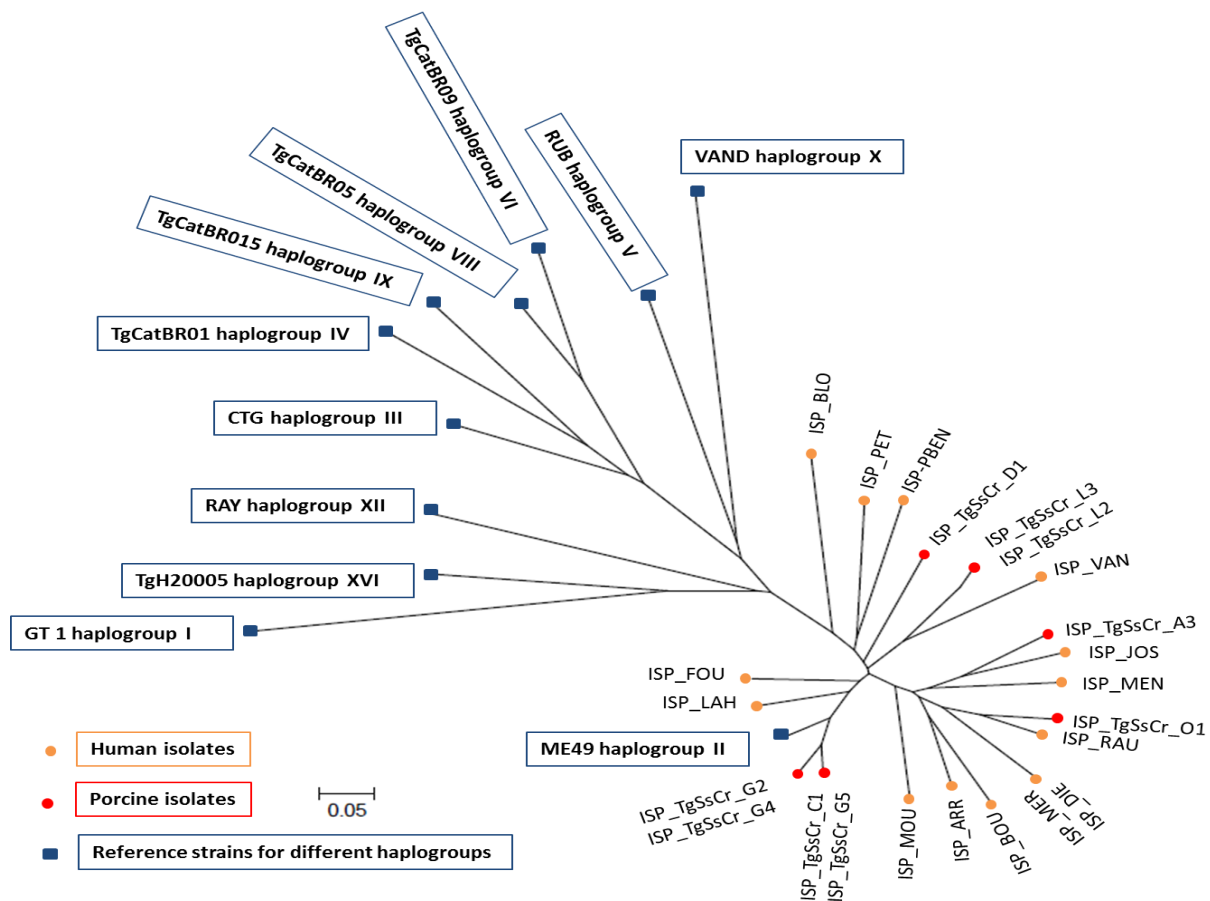 TgCatBR09 haplogroup VI
TgCatBR05 haplogroup VIII
RUB haplogroup V
VAND haplogroup X
TgCatBR015 haplogroup IX
TgCatBR01 haplogroup IV
CTG haplogroup III
RAY haplogroup XII
TgH20005 haplogroup XVI
GT 1 haplogroup I
ISP_BLO
ISP_PET
ISP-PBEN
ISP_TgSsCr_D1
ISP_TgSsCr_L3
ISP_TgSsCr_L2
ISP_VAN
ISP_TgSsCr_A3
ISP_JOS
ISP_MEN
ISP_TgSsCr_O1
ISP_RAU
ISP_DIE
ISP_MER
ISP_BOU
ISP_ARR
ISP_MOU
ISP_TgSsCr_G5
ISP_TgSsCr_C1
ISP_TgSsCr_G2
ISP_TgSsCr_G4
ME49 haplogroup II
ISP_LAH
ISP_FOU
Human isolates
Porcine isolates
Reference strains for different haplogroups
0.05